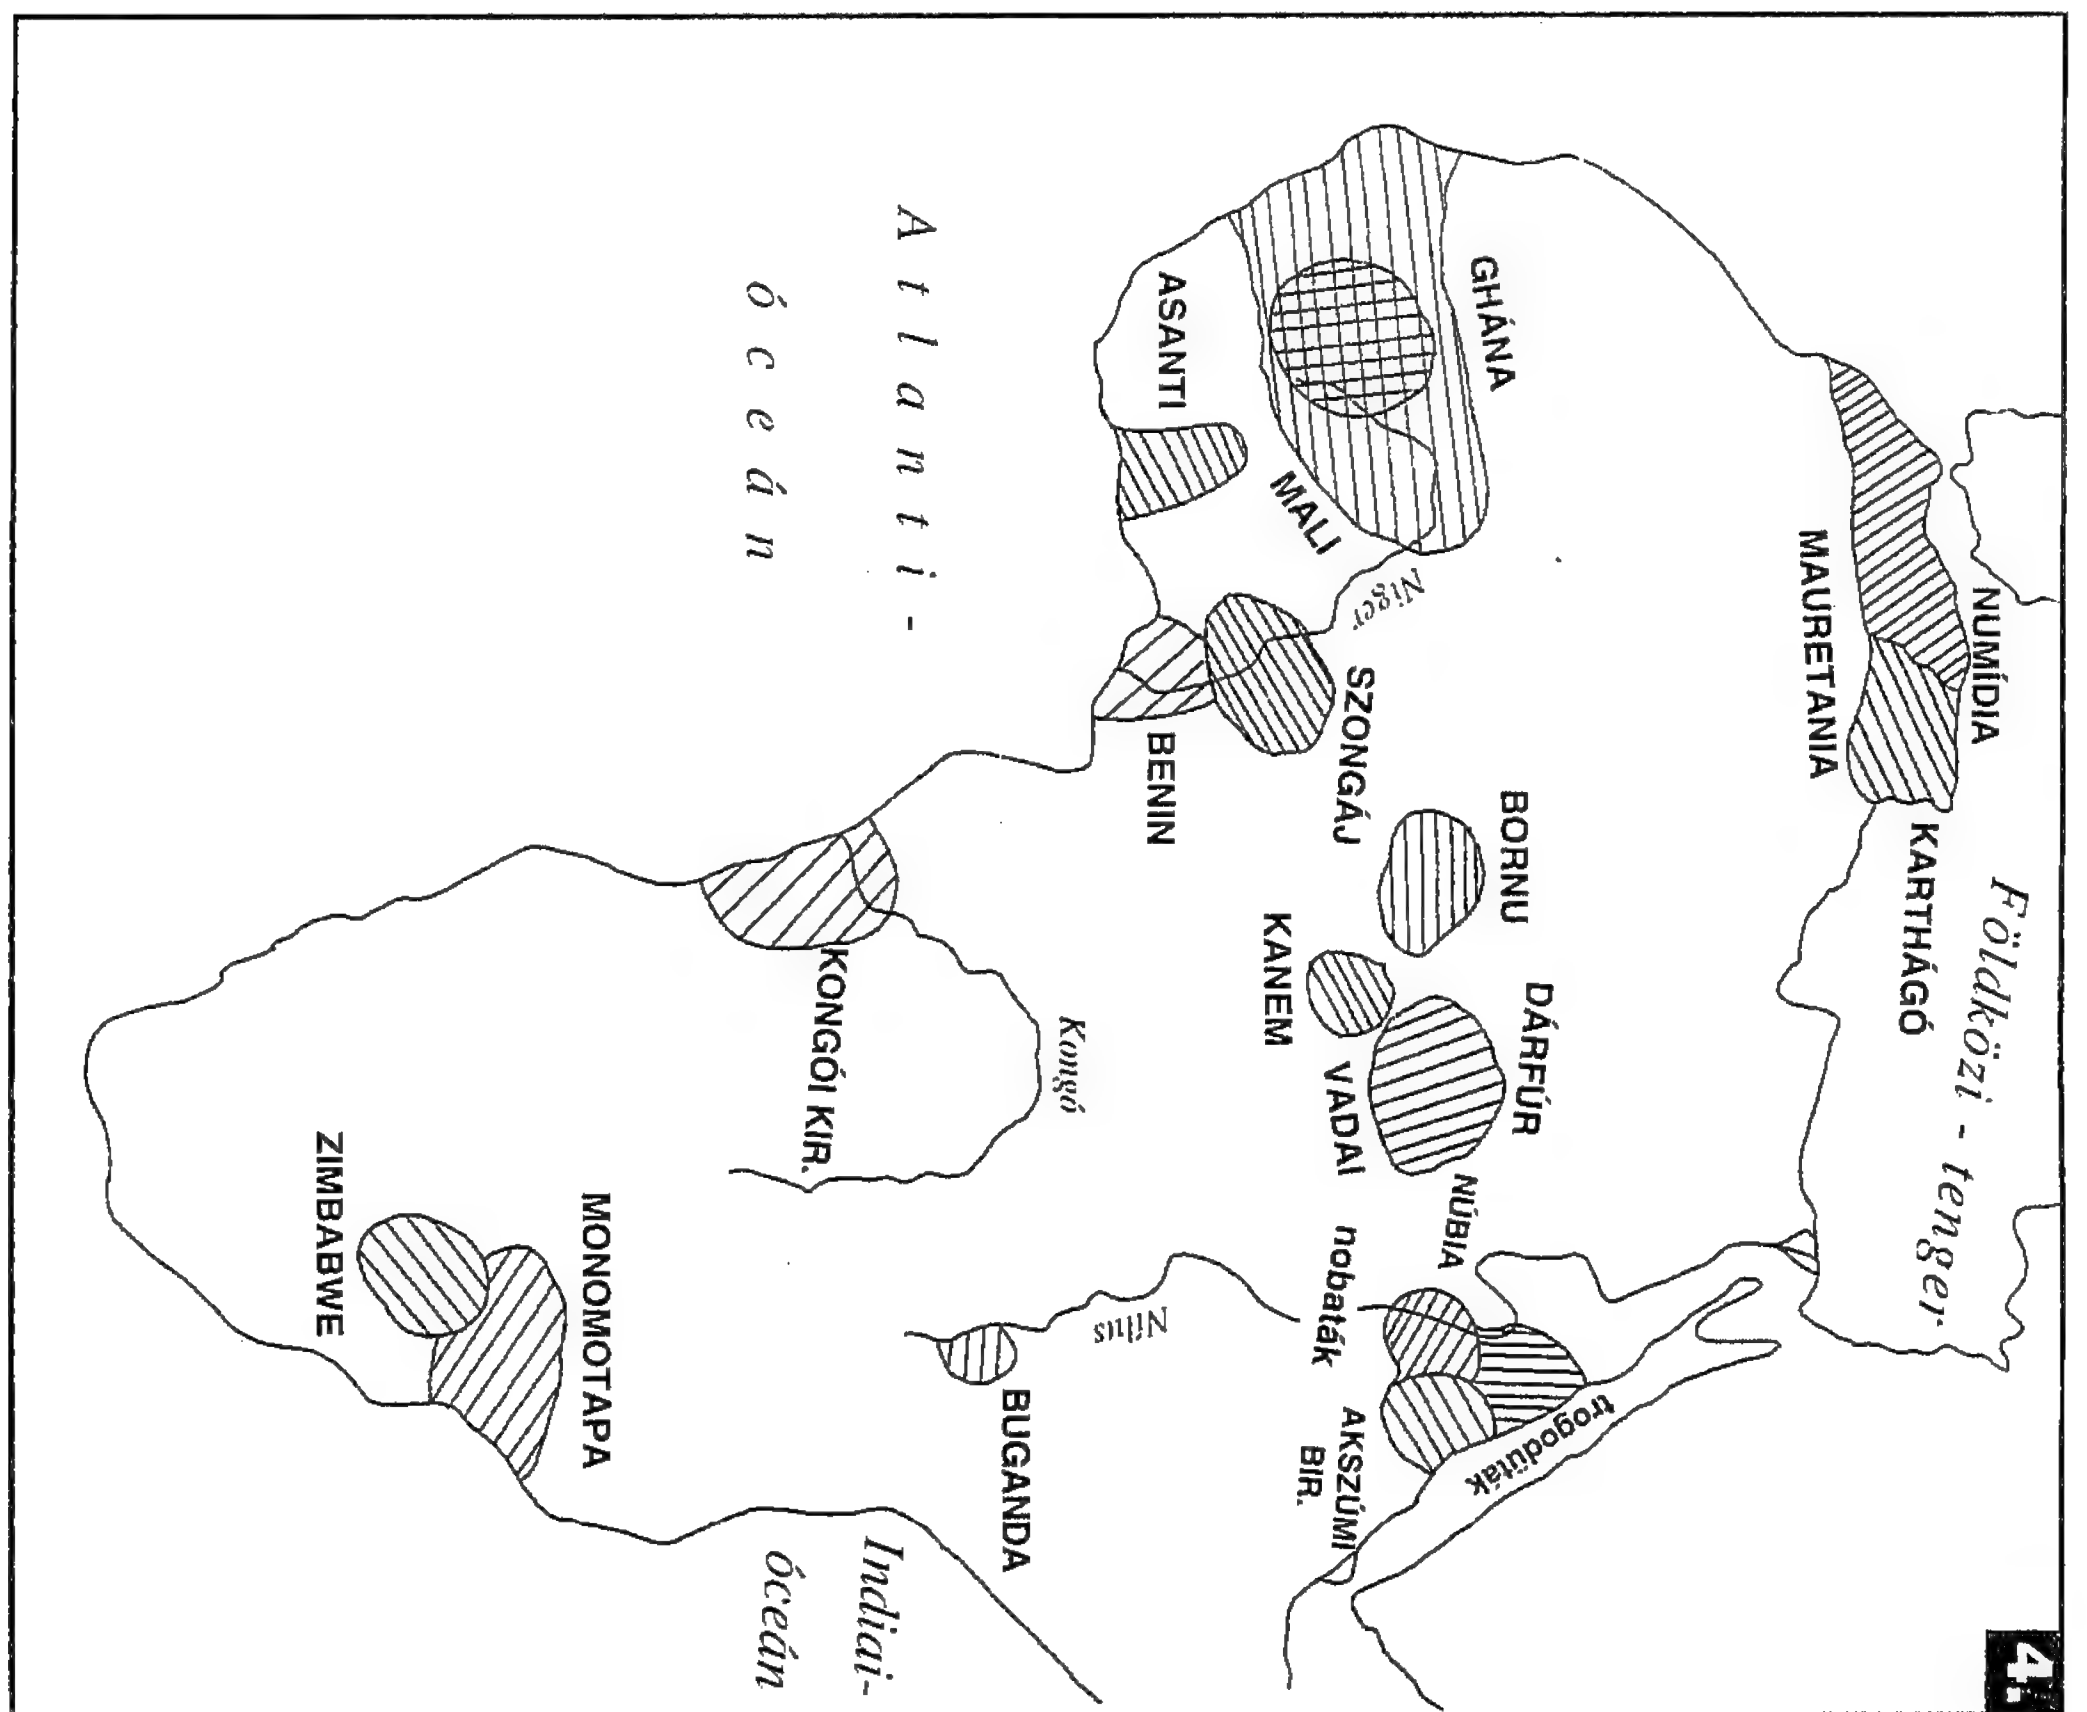 4.
Földközi - tenger
NUMÍDIA
KARTHÁGÓ
MAURETANIA
GHÁNA
BORNU
DÁRFÚR
NÚBIA
trogodüták
MALI
Niger
SZONGÁJ
KANEM
VADAI
nobaták
AKSZÚMI
BIR.
ASANTI
BENIN
Nílus
Kongó
BUGANDA
Atlanti-
óceán
KONGÓI KIR.
Indiai-
óceán
MONOMOTAPA
ZIMBABWE